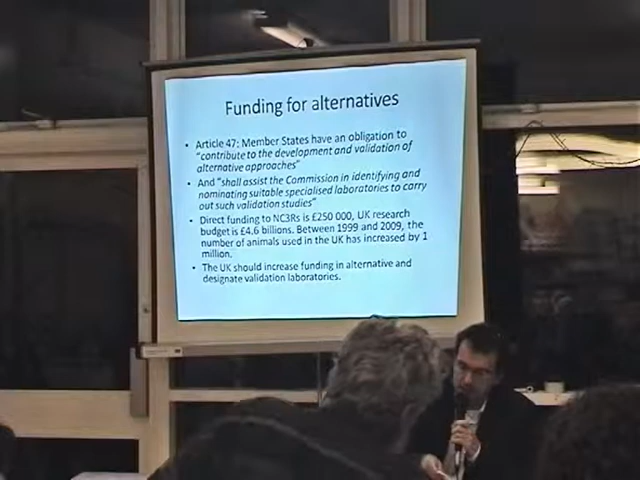 Funding for alternatives
• Article 47: Member States have an obligation to
"contribute to the development and validation of
alternative approaches"
• And "shall assist the Commission in identifying and
nominating suitable specialised laboratories to carry
out such validation studies"
• Direct funding to NC3Rs is £250 000, UK research
budget is £4.6 billions. Between 1999 and 2009, the
number of animals used in the UK has increased by 1
million.
• The UK should increase funding in alternative and
designate validation laboratories.